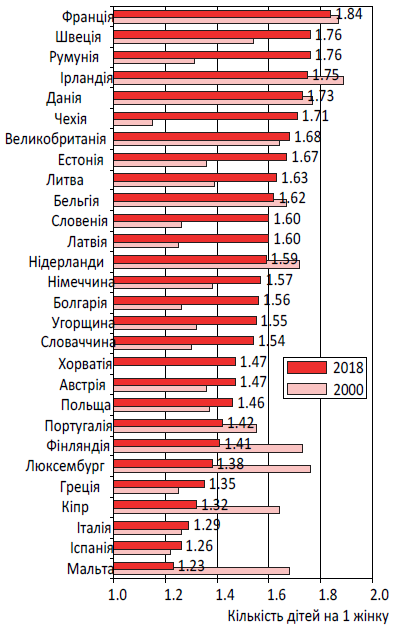 Франція 1.84
Швеція 1.76
Румунія 1.76
Ірландія 1.75
Данія 1.73
Чехія 1.71
Великобританія 1.68
Естонія 1.67
Литва 1.63
Бельгія 1.62
Словенія 1.60
Латвія 1.60
Нідерланди 1.59
Німеччина 1.57
Болгарія 1.56
Угорщина 1.55
Словаччина 1.54
Хорватія 1.47
Австрія 1.47
Польща 1.46
Португалія 1.42
Фінляндія 1.41
Люксембург 1.38
Греція 1.35
Кіпр 1.32
Італія 1.29
Іспанія 1.26
Мальта 1.23
2018
2000
1.0 1.2 1.4 1.6 1.8 2.0
Кількість дітей на 1 жінку